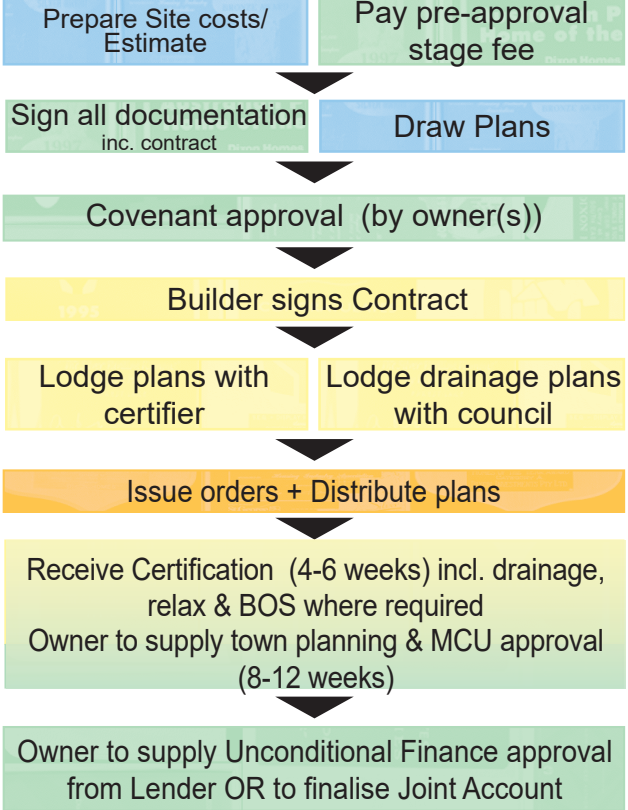 Prepare Site costs/
Estimate
Pay pre-approval
stage fee
Sign all documentation
inc. contract
Draw Plans
Covenant approval (by owner(s))
Builder signs Contract
Lodge plans with
certifier
Lodge drainage plans
with council
Issue orders + Distribute plans
Receive Certification (4-6 weeks) incl. drainage,
relax & BOS where required
Owner to supply town planning & MCU approval
(8-12 weeks)
Owner to supply Unconditional Finance approval
from Lender OR to finalise Joint Account